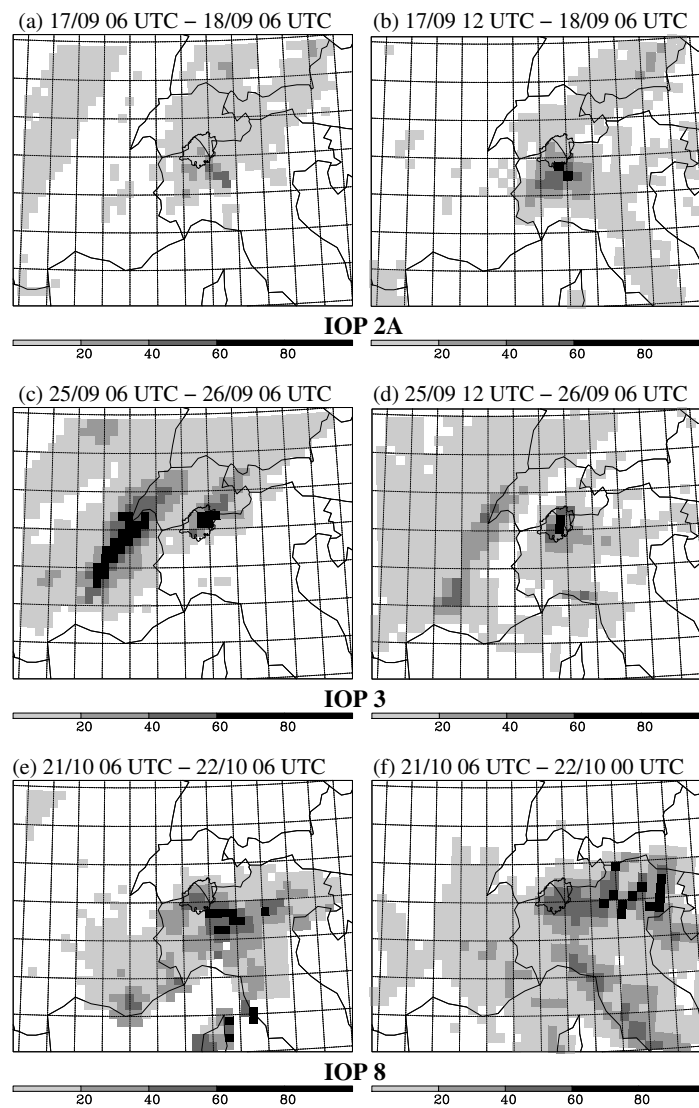 (a) 17/09 06 UTC − 18/09 06 UTC
(b) 17/09 12 UTC − 18/09 06 UTC
IOP 2A
20 40 60 80
20 40 60 80
(c) 25/09 06 UTC − 26/09 06 UTC
(d) 25/09 12 UTC − 26/09 06 UTC
IOP 3
20 40 60 80
20 40 60 80
(e) 21/10 06 UTC − 22/10 06 UTC
(f) 21/10 06 UTC − 22/10 00 UTC
IOP 8
20 40 60 80
20 40 60 80